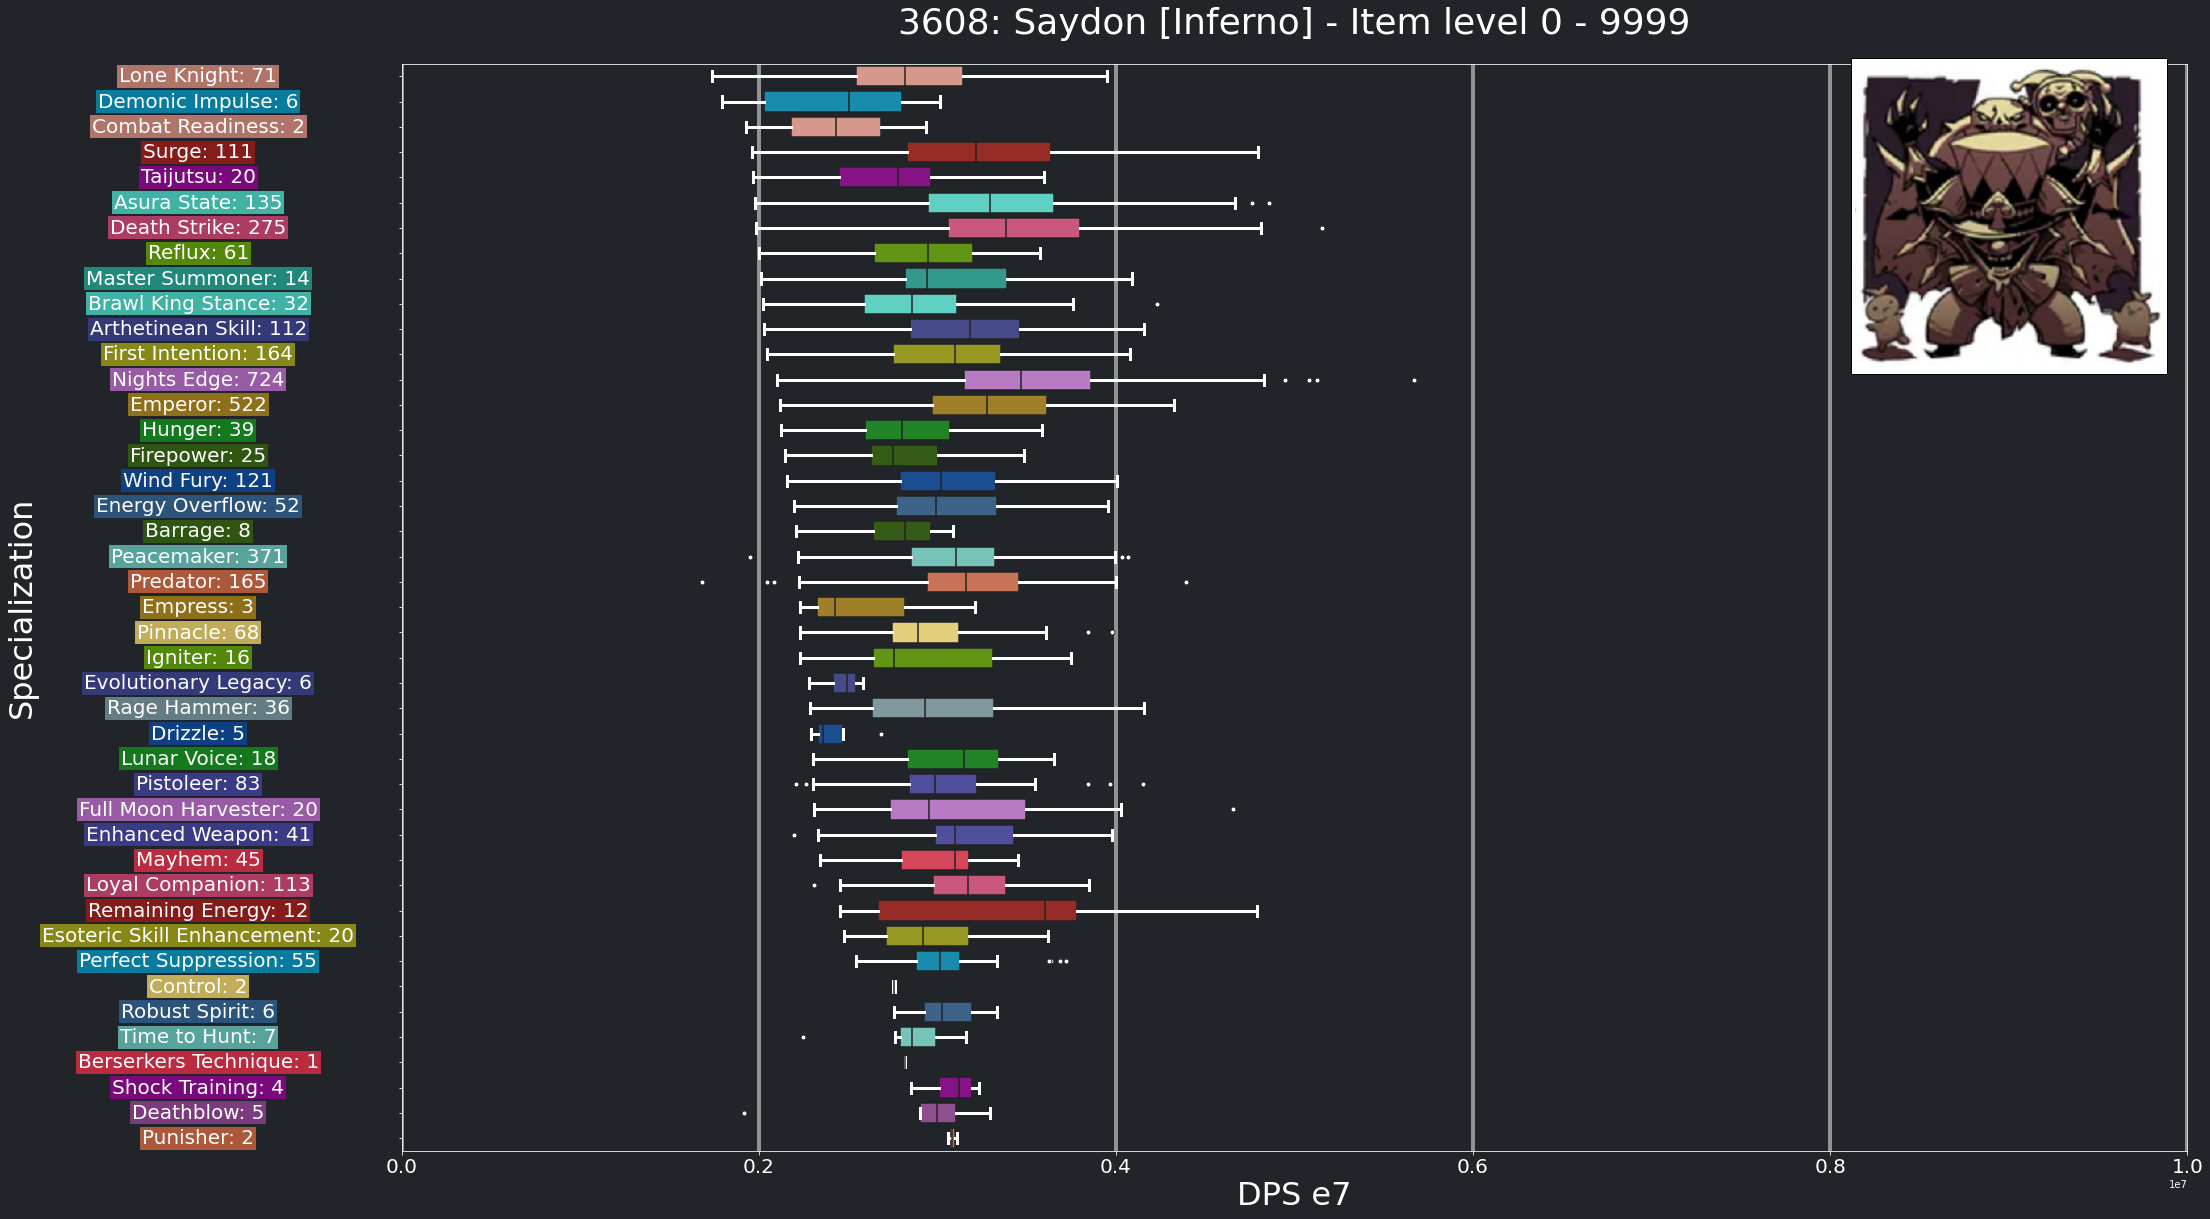 3608: Saydon [Inferno] - Item level 0 - 9999
Lone Knight: 71
Demonic Impulse: 6
Combat Readiness: 2
Surge: 111
Taijutsu: 20
Asura State: 135
Death Strike: 275
Reflux: 61
Master Summoner: 14
Brawl King Stance: 32
Arthetinean Skill: 112
First Intention: 164
Nights Edge: 724
Emperor: 522
Hunger: 39
Firepower: 25
Wind Fury: 121
Energy Overflow: 52
Barrage: 8
Peacemaker: 371
Predator: 165
Empress: 3
Pinnacle: 68
Igniter: 16
Evolutionary Legacy: 6
Rage Hammer: 36
Drizzle: 5
Lunar Voice: 18
Pistoleer: 83
Full Moon Harvester: 20
Enhanced Weapon: 41
Mayhem: 45
Loyal Companion: 113
Remaining Energy: 12
Esoteric Skill Enhancement: 20
Perfect Suppression: 55
Control: 2
Robust Spirit: 6
Time to Hunt: 7
Berserkers Technique: 1
Shock Training: 4
Deathblow: 5
Punisher: 2
Specialization
0.0 0.2 0.4 0.6 0.8 1.0
1e7
DPS e7